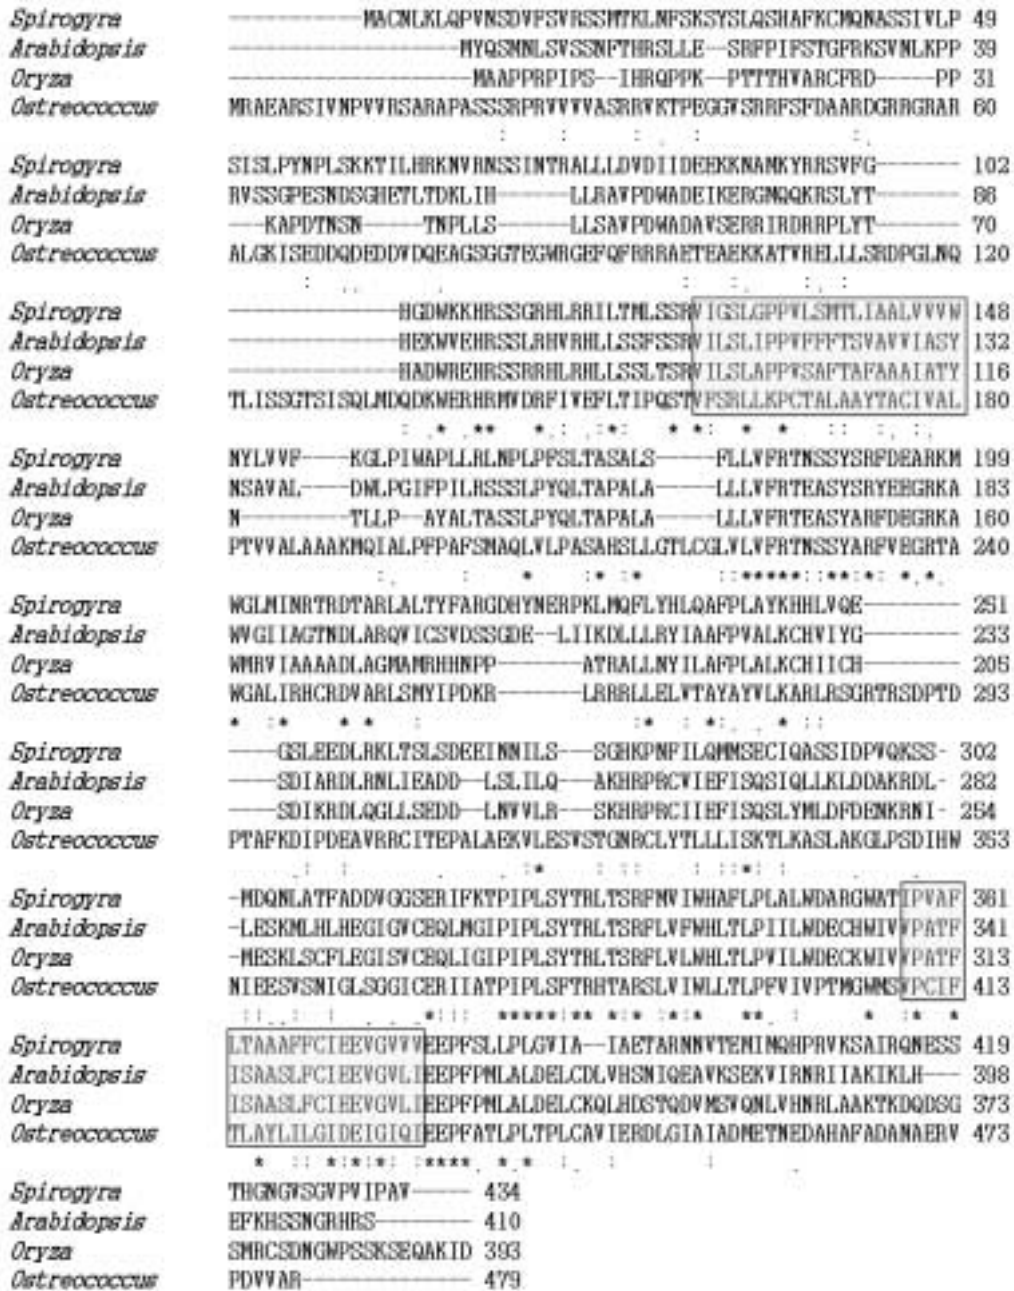 Spirogyra -----------MACNLKLQPVNSDVFSVRSSMTKLNFSKSYSLQSHAFKCMQNASSIVLP 49
Arabidopsis -------------------MYQSMNLSVSSNFTHRSLLE--SRFPIFSTGFRKSVNLKPP 39
Oryza --------------------MAAPPRPIPS--IHRQPPK--PTTTHVARCFRD-----PP 31
Ostreococcus MRAEARSIVNPVVRSARAPASSSRPRVVVVASRRVKTPEGGVSRRFSFDAARDGRRGRAR 60
Spirogyra SISLPYNPLSKKTILHRKNVRNSSINTRALLLDVDIIDEEKKNAMKYRRSVFG------- 102
Arabidopsis RVSSGPESNDSGHETLTDKLIH------LLRAVPDWADEIKERGMQQKRSLYT------- 86
Oryza ---KAPDTNSN-----TNPLLS------LLSAVPDWADAVSERRIRDRRPLYT------- 70
Ostreococcus ALGKISEDDQDEDDVDQEAGSGGTEGWRGEFQFRRRAETEAEKKATVRELLLSRDPGLNQ 120
Spirogyra --------------HGDWKKHRSSGRHLRRILTMLSSRVIGSLGPPVLSMTLIAALVVVW 148
Arabidopsis --------------HEKWVEHRSSLRHVRHLLSSFSSRVILSLIPPVFFFTSVAVVIASY 132
Oryza --------------HADWREHRSSRRHLRHLLSSLTSRVILSLAPPVSAFTAFAAAIATY 116
Ostreococcus TLISSGTSISQLMDQDKWERHRMVDRFIVEFLTIPQSTVFSRLLKPCTALAAYTACIVAL 180
Spirogyra NYLVVF----KGLPIWAPLLRLNPLPFSLTASALS-----FLLVFRTNSSYSRFDEARKM 199
Arabidopsis NSAVAL----DWLPGIFPILRSSSLPYQLTAPALA-----LLLVFRTEASYSRYEEGRKA 183
Oryza N---------TLLP--AYALTASSLPYQLTAPALA-----LLLVFRTEASYARFDEGRKA 160
Ostreococcus PTVVALAAAKMQIALPFPAFSMAQLVLPASAHSLLGTLCGLVLVFRTNSSYARFVEGRTA 240
Spirogyra WGLMINRTRDTARLALTYFARGDHYNERPKLMQFLYHLQAFPLAYKHHLVQE-------- 251
Arabidopsis WVGIIAGTNDLARQVICSVDSSGDE--LIIKDLLLRYIAAFPVALKCHVIYG-------- 233
Oryza WMRVIAAAADLAGMAMRHHNPP-------ATRALLNYILAFPLALKCHIICH-------- 205
Ostreococcus WGALIRHCRDVARLSMYIPDKR-------LRRRLLELVTAYAYVLKARLRSGRTRSDPTD 293
Spirogyra ----GSLEEDLRKLTSLSDEEINNILS---SGHKPNFILQMMSECIQASSIDPVQKSS- 302
Arabidopsis ----SDIARDLRNLIEADD--LSLILQ---AKHRPRCVIEFISQSIQLLKLDDAKRDL- 282
Oryza ----SDIKRDLQGLLSEDD--LNVVLR---SKHRPRCIIEFISQSLYMLDFDENKRNI- 254
Ostreococcus PTAFKDIPDEAVRRCITEPALAEKVLESWSTGNRCLYTLLLISKTLKASLAKGLPSDIHW 353
Spirogyra -MDQNLATFADDVGGSERIFKTPIPLSYTRLTSRFMVIWHAFLPLALWDARGWATIPVAF 361
Arabidopsis -LESKMLHLHEGIGVCEQLMGIPIPLSYTRLTSRFLVFWHLTLPIILWDECHWIVVPATF 341
Oryza -MESKLSCFLEGISVCEQLIGIPIPLSYTRLTSRFLVLWHLTLPVILWDECKWIVVPATF 313
Ostreococcus NIEESVSNIGLSGGICERIIATPIPLSFTRHTARSLVIWLLTLPFVIVPTMGWMSVPCIF 413
Spirogyra LTAAAFFCIEEVGVVVEEPFSLLPLGVIA--IAETARNNVTEMIMQHPRVKSAIRQNESS 419
Arabidopsis ISAASLFCIEEVGVLIEEPFPMLALDELCDLVHSNIQEAVKSEKVIRNRIIAKIKLH--- 398
Oryza ISAASLFCIEEVGVLIEEPFPMLALDELCKQLHDSTQDVMSVQNLVHNRLAAKTKDQDSG 373
Ostreococcus TLAYLILGIDEIGIQIEEPFATLPLTPLCAVIERDLGIAIADMETNEDAHAFADANAERV 473
Spirogyra THGNGVSGVPVIPAV----- 434
Arabidopsis EFKHSSNGRHRS-------- 410
Oryza SMRCSDNGWPSSKSEQAKID 393
Ostreococcus PDVVAR-------------- 479